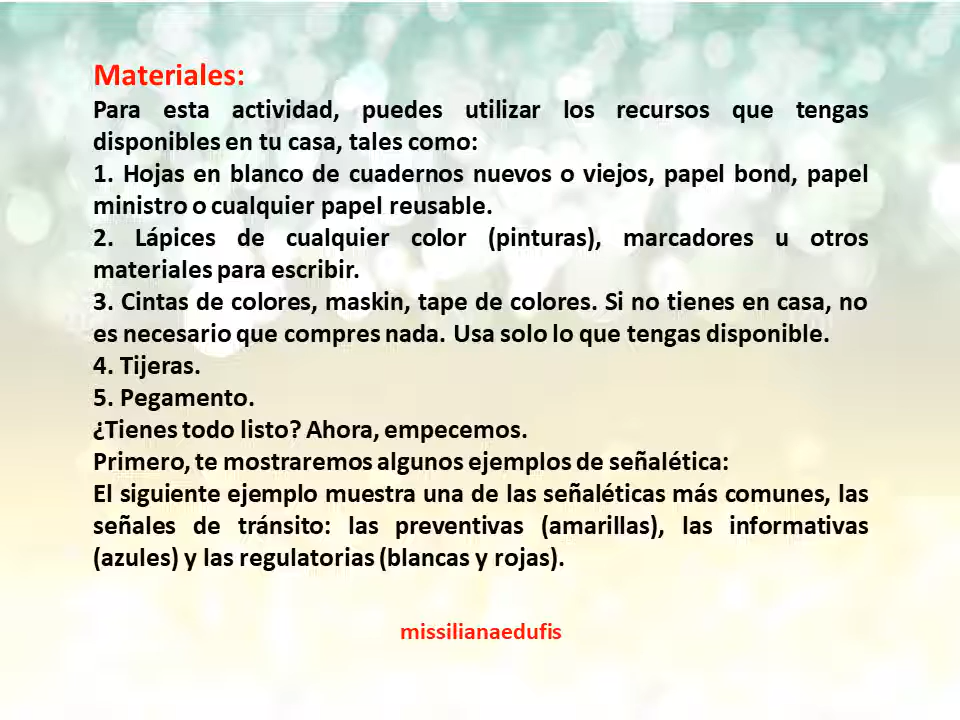 Materiales:
Para esta actividad, puedes utilizar los recursos que tengas
disponibles en tu casa, tales como:
1. Hojas en blanco de cuadernos nuevos o viejos, papel bond, papel
ministro o cualquier papel reusable.
2. Lápices de cualquier color (pinturas), marcadores u otros
materiales para escribir.
3. Cintas de colores, maskin, tape de colores. Si no tienes en casa, no
es necesario que compres nada. Usa solo lo que tengas disponible.
4. Tijeras.
5. Pegamento.
¿Tienes todo listo? Ahora, empecemos.
Primero, te mostraremos algunos ejemplos de señalética:
El siguiente ejemplo muestra una de las señaléticas más comunes, las
señales de tránsito: las preventivas (amarillas), las informativas
(azules) y las regulatorias (blancas y rojas).
missilianaedufis